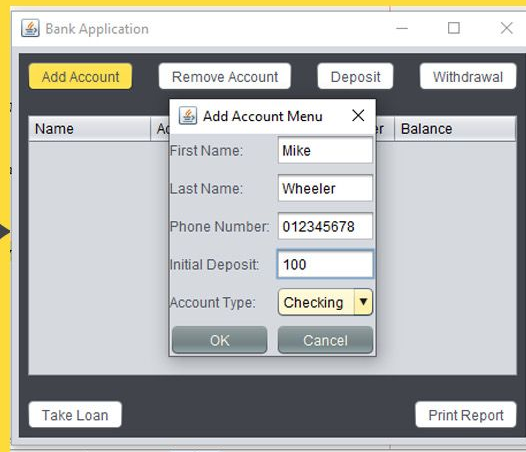 Bank Application
Add Account Remove Account Deposit Withdrawal
Add Account Menu
Name Balance
First Name: Mike
Last Name: Wheeler
Phone Number: 012345678
Initial Deposit: 100
Account Type: Checking
OK Cancel
Take Loan Print Report